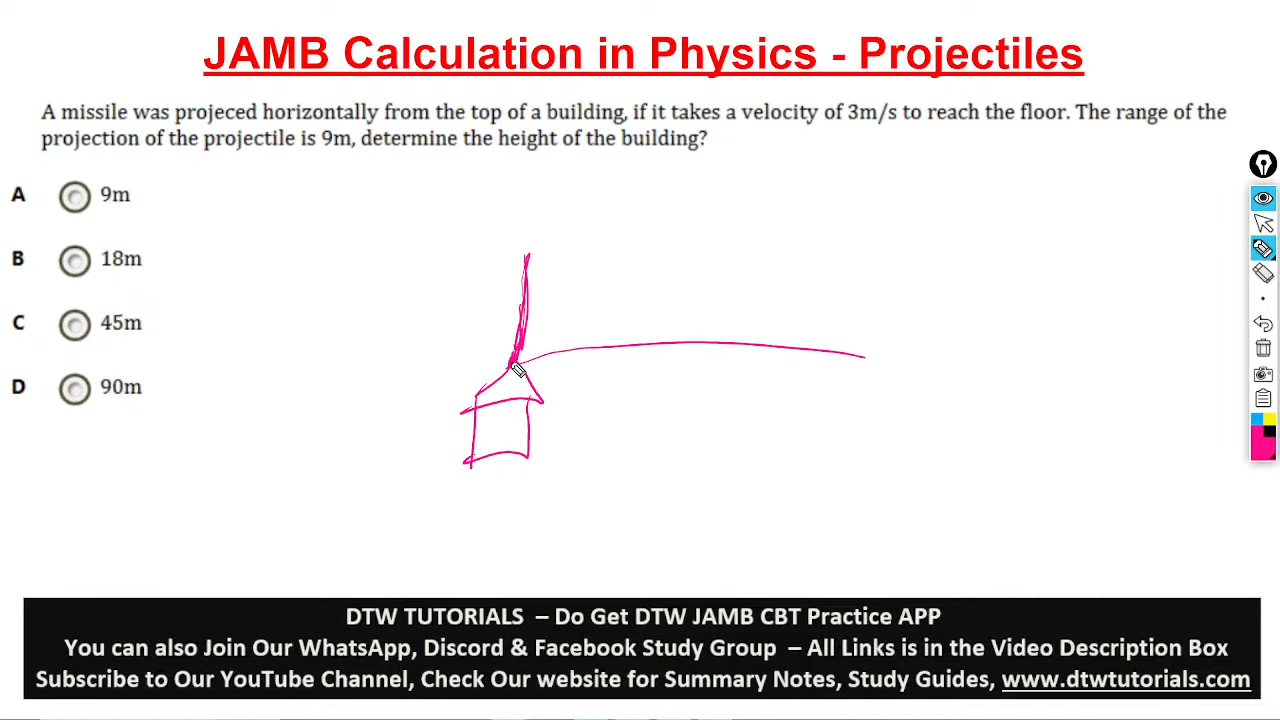 JAMB Calculation in Physics - Projectiles
A missile was projeced horizontally from the top of a building, if it takes a velocity of 3m/s to reach the floor. The range of the
projection of the projectile is 9m, determine the height of the building?
A 9m
B 18m
C 45m
D 90m
DTW TUTORIALS – Do Get DTW JAMB CBT Practice APP
You can also Join Our WhatsApp, Discord & Facebook Study Group – All Links is in the Video Description Box
Subscribe to Our YouTube Channel, Check Our website for Summary Notes, Study Guides, www.dtwtutorials.com